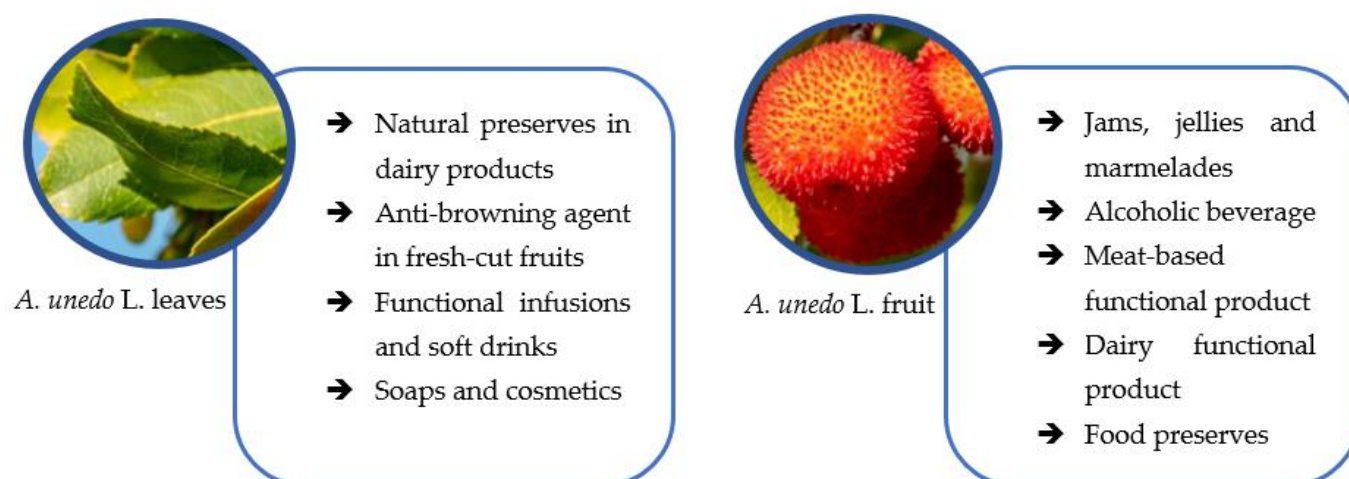 ➔ Natural preserves in
dairy products
➔ Anti-browning agent
in fresh-cut fruits
➔ Functional infusions
and soft drinks
➔ Soaps and cosmetics
A. unedo L. leaves
➔ Jams, jellies and
marmelades
➔ Alcoholic beverage
➔ Meat-based
functional product
➔ Dairy functional
product
➔ Food preserves
A. unedo L. fruit